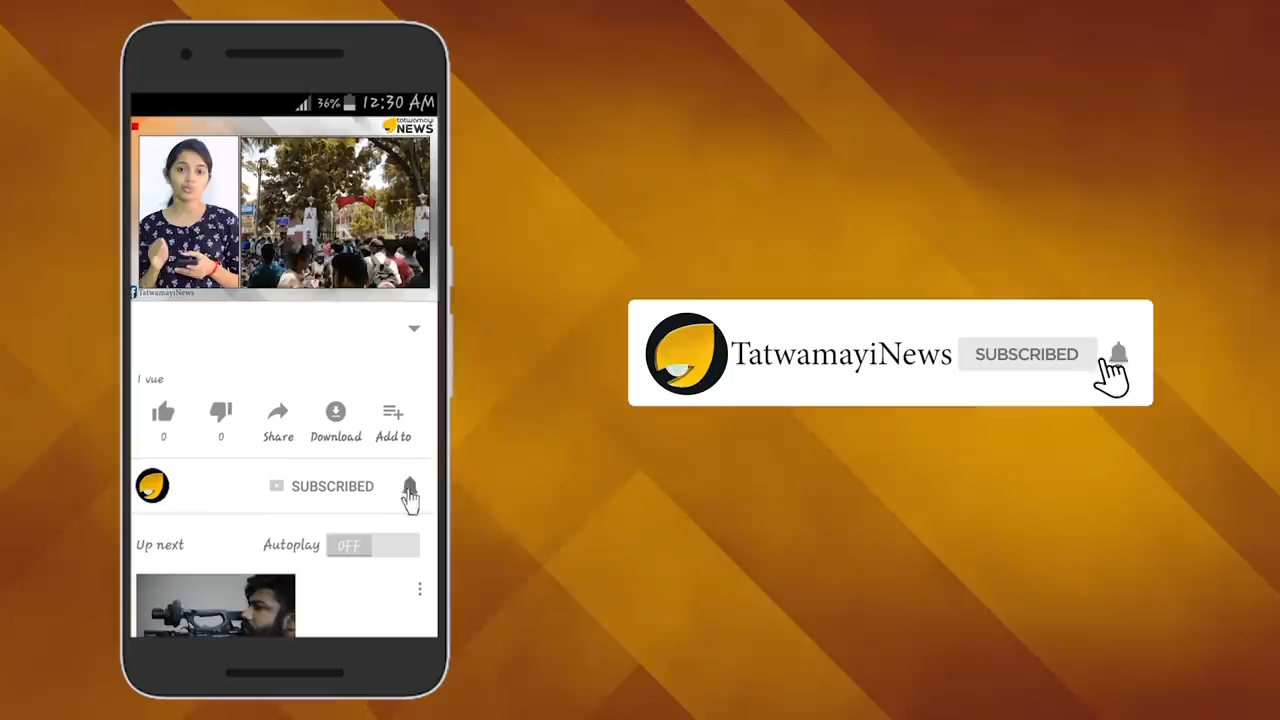 36% 12:30 AM
tatwamayi
NEWS
TatwamayiNews
1 vue
0 0 Share Download Add to
SUBSCRIBED
Up next Autoplay OFF
TatwamayiNews SUBSCRIBED